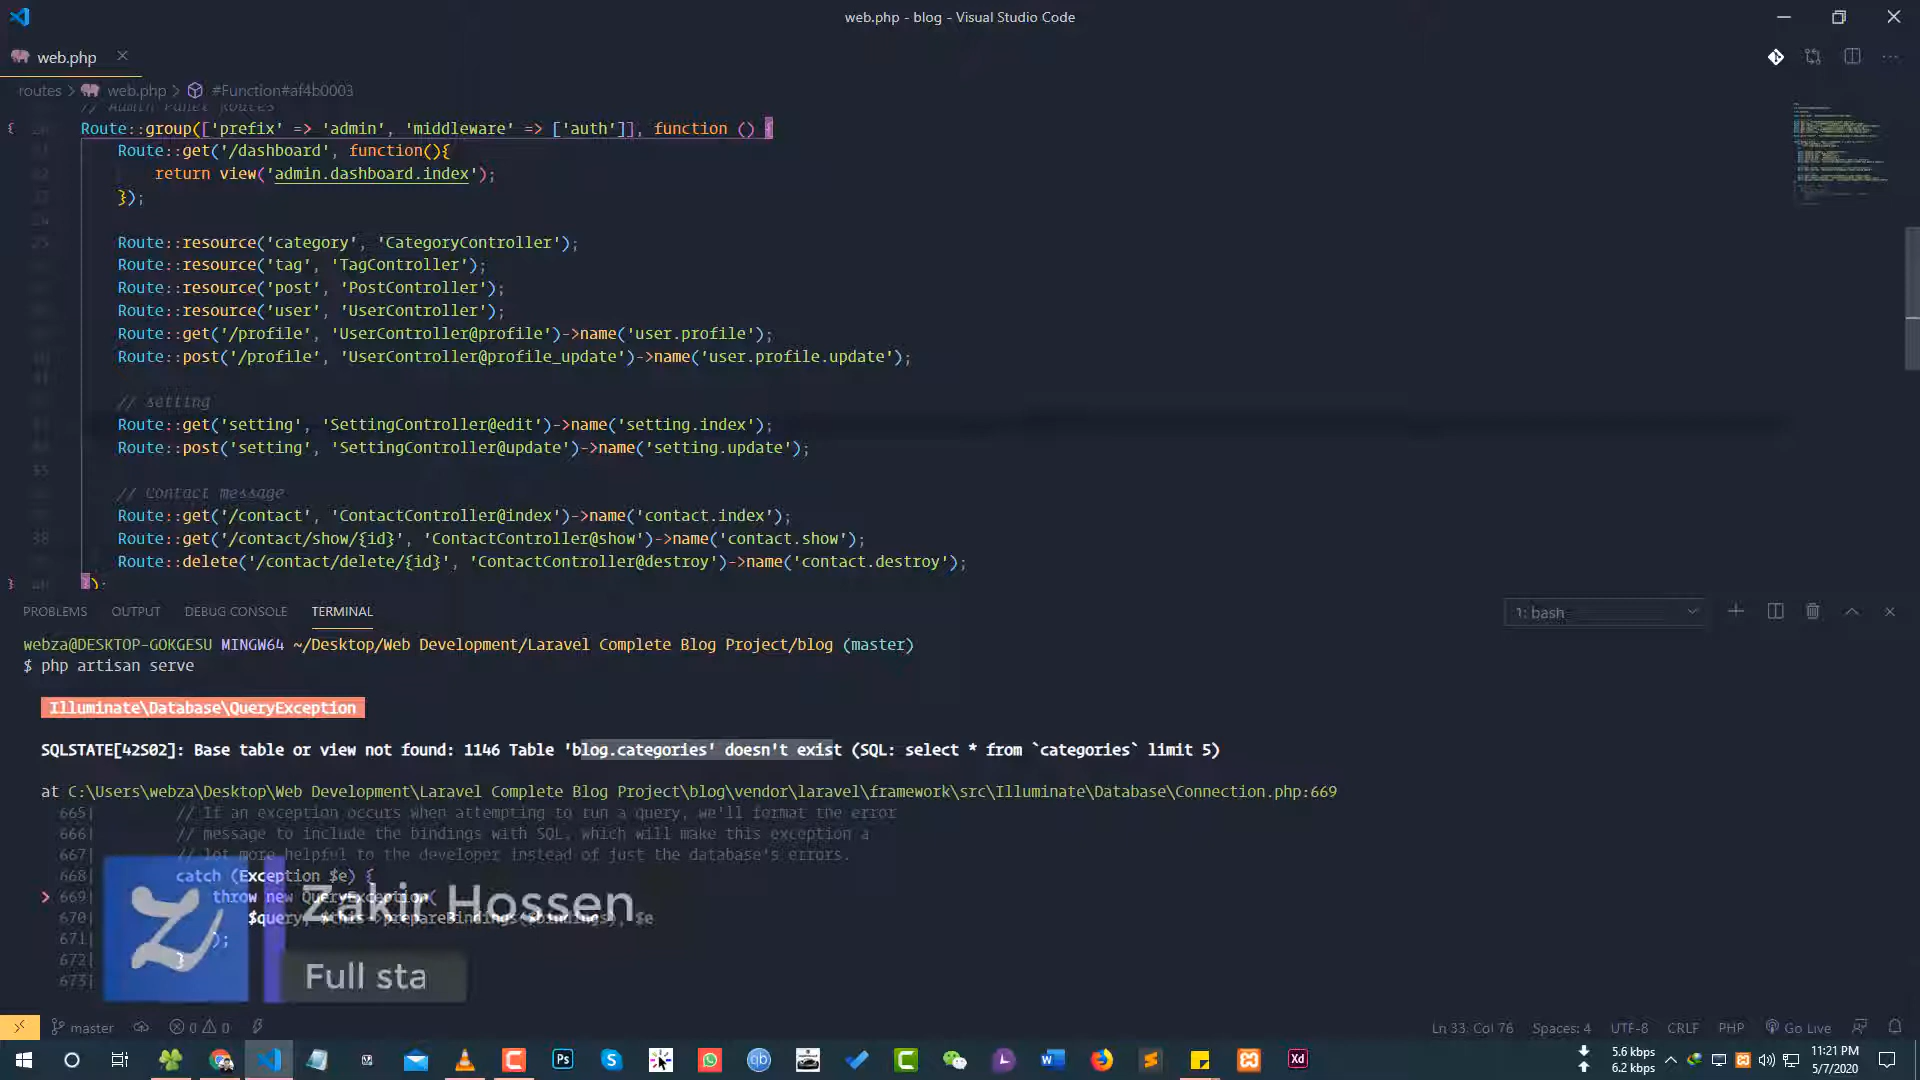 web.php - blog - Visual Studio Code
web.php
routes > web.php > #Function#af4b0003
// Admin Panel Routes
Route::group(['prefix' => 'admin', 'middleware' => ['auth']], function () {
Route::get('/dashboard', function(){
return view('admin.dashboard.index');
});
Route::resource('category', 'CategoryController');
Route::resource('tag', 'TagController');
Route::resource('post', 'PostController');
Route::resource('user', 'UserController');
Route::get('/profile', 'UserController@profile')->name('user.profile');
Route::post('/profile', 'UserController@profile_update')->name('user.profile.update');
// setting
Route::get('setting', 'SettingController@edit')->name('setting.index');
Route::post('setting', 'SettingController@update')->name('setting.update');
// Contact message
Route::get('/contact', 'ContactController@index')->name('contact.index');
38 Route::get('/contact/show/{id}', 'ContactController@show')->name('contact.show');
Route::delete('/contact/delete/{id}', 'ContactController@destroy')->name('contact.destroy');
});
PROBLEMS OUTPUT DEBUG CONSOLE TERMINAL 1: bash
webza@DESKTOP-GOKGESU MINGW64 ~/Desktop/Web Development/Laravel Complete Blog Project/blog (master)
$ php artisan serve
Illuminate\Database\QueryException
SQLSTATE[42S02]: Base table or view not found: 1146 Table 'blog.categories' doesn't exist (SQL: select * from `categories` limit 5)
at C:\Users\webza\Desktop\Web Development\Laravel Complete Blog Project\blog\vendor\laravel\framework\src\Illuminate\Database\Connection.php:669
665| // If an exception occurs when attempting to run a query, we'll format the error
666| // message to include the bindings with SQL, which will make this exception a
667| // lot more helpful to the developer instead of just the database's errors.
668| catch (Exception $e) {
> 669| throw new QueryException(
670| $query, $this->prepareBindings($bindings), $e
671| );
672| }
673|
Zakir Hossen
Full sta
master 0 0 Ln 33, Col 76 Spaces: 4 UTF-8 CRLF PHP Go Live
5.6 kbps
6.2 kbps
11:21 PM
5/7/2020